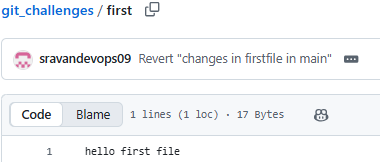 git_challenges / first
sravandevops09 Revert "changes in firstfile in main"
Code Blame 1 lines (1 loc) · 17 Bytes
1 hello first file